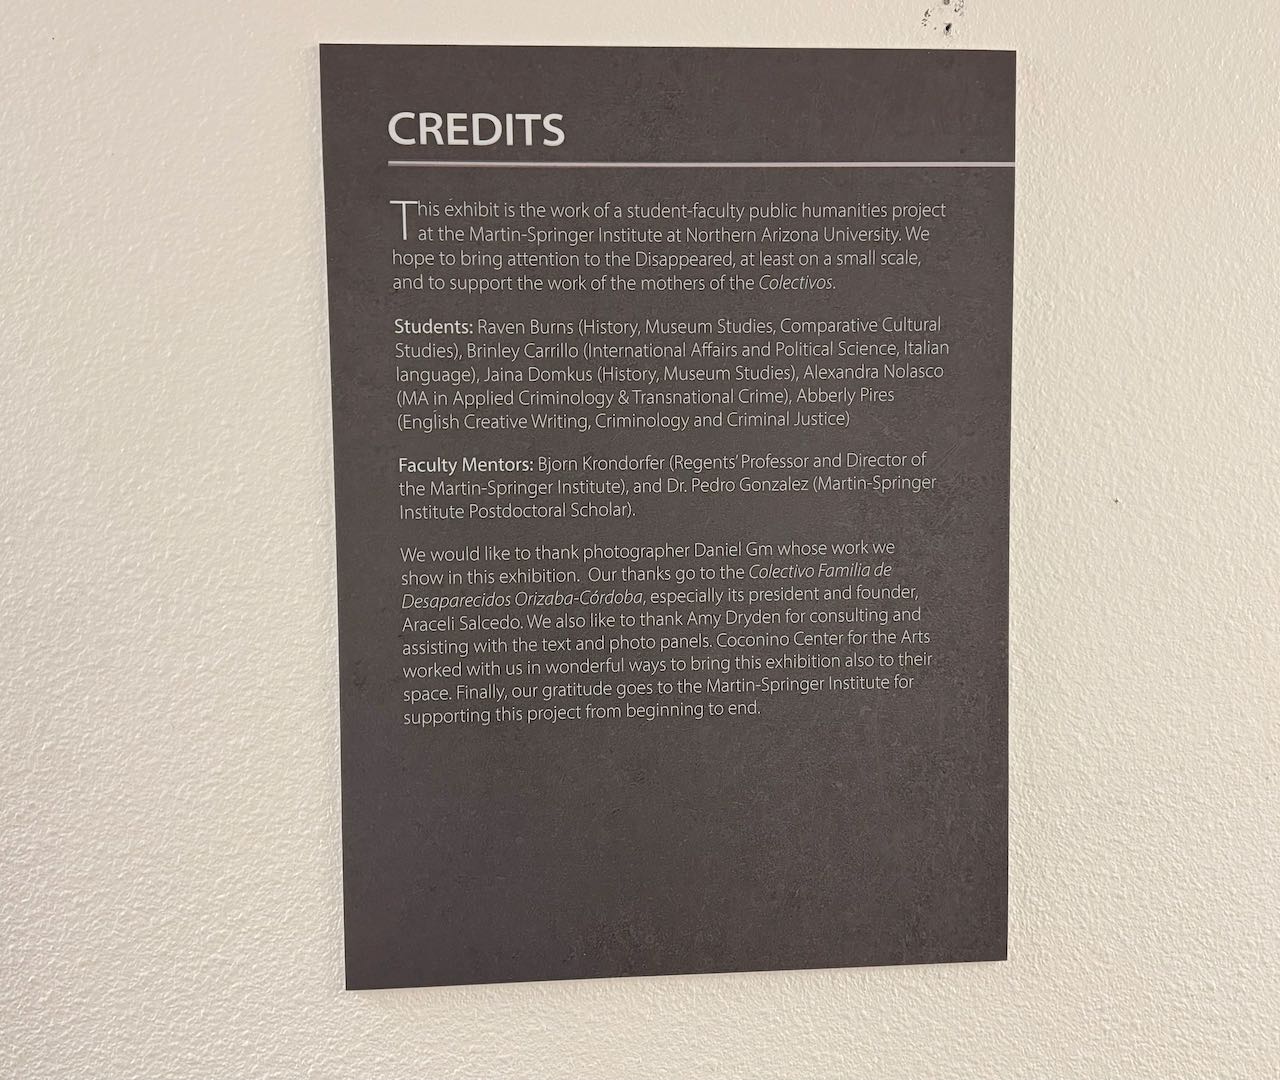 CREDITS
This exhibit is the work of a student-faculty public humanities project
at the Martin-Springer Institute at Northern Arizona University. We
hope to bring attention to the Disappeared, at least on a small scale,
and to support the work of the mothers of the Colectivos.
Students: Raven Burns (History, Museum Studies, Comparative Cultural
Studies), Brinley Carrillo (International Affairs and Political Science, Italian
language), Jaina Domkus (History, Museum Studies), Alexandra Nolasco
(MA in Applied Criminology & Transnational Crime), Abberly Pires
(English Creative Writing, Criminology and Criminal Justice)
Faculty Mentors: Bjorn Krondorfer (Regents' Professor and Director of
the Martin-Springer Institute), and Dr. Pedro Gonzalez (Martin-Springer
Institute Postdoctoral Scholar).
We would like to thank photographer Daniel Gm whose work we
show in this exhibition. Our thanks go to the Colectivo Familia de
Desaparecidos Orizaba-Córdoba, especially its president and founder,
Araceli Salcedo. We also like to thank Amy Dryden for consulting and
assisting with the text and photo panels. Coconino Center for the Arts
worked with us in wonderful ways to bring this exhibition also to their
space. Finally, our gratitude goes to the Martin-Springer Institute for
supporting this project from beginning to end.